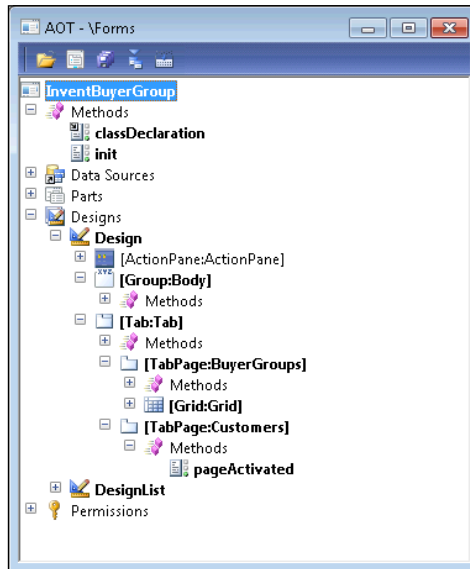 AOT - \Forms
InventBuyerGroup
Methods
classDeclaration
init
Data Sources
Parts
Designs
Design
[ActionPane:ActionPane]
XYZ
[Group:Body]
Methods
[Tab:Tab]
Methods
[TabPage:BuyerGroups]
Methods
[Grid:Grid]
[TabPage:Customers]
Methods
pageActivated
DesignList
Permissions